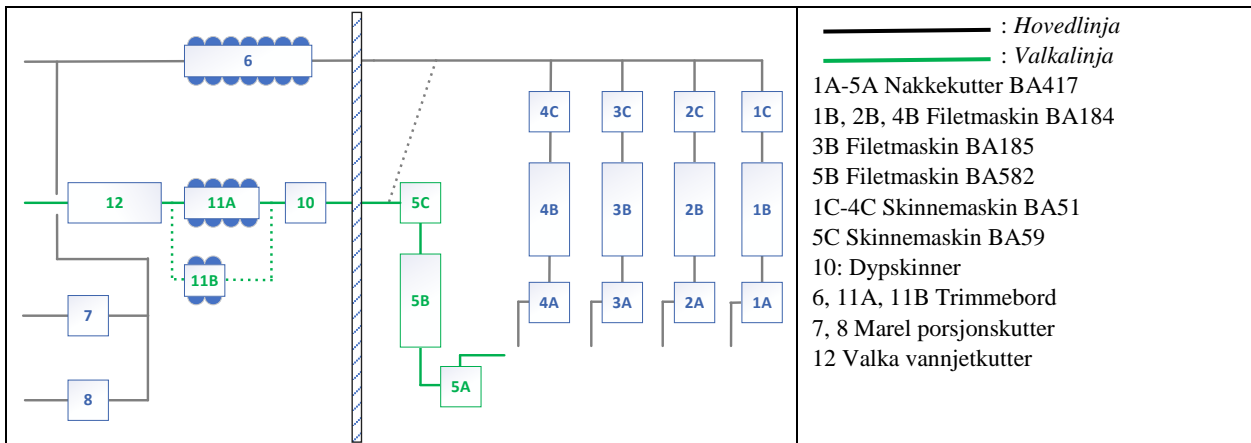 6
4C 3C 2C 1C
12 11A 10 5C
4B 3B 2B 1B
11B
5B
7 4A 3A 2A 1A
8 5A
: Hovedlinja
: Valkalinja
1A-5A Nakkekutter BA417
1B, 2B, 4B Filetmaskin BA184
3B Filetmaskin BA185
5B Filetmaskin BA582
1C-4C Skinnemaskin BA51
5C Skinnemaskin BA59
10: Dypskinner
6, 11A, 11B Trimmebord
7, 8 Marel porsjonskutter
12 Valka vannjetkutter